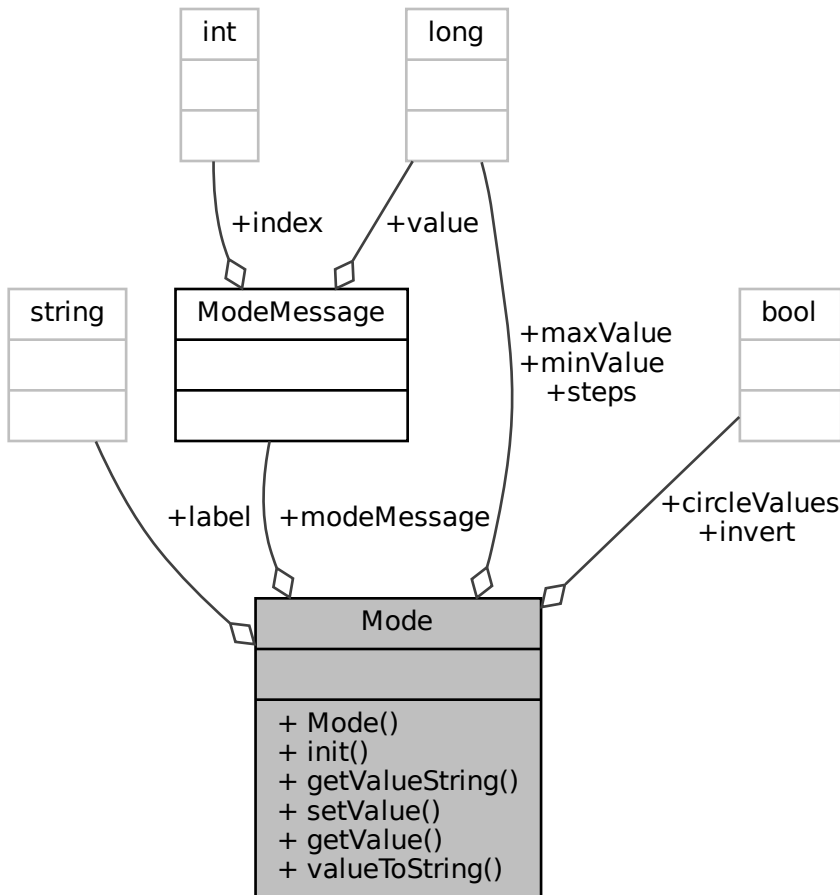 int
long
+index
+value
string
ModeMessage
+maxValue
+minValue
+steps
bool
+label
+modeMessage
+circleValues
+invert
Mode
+ Mode()
+ init()
+ getValueString()
+ setValue()
+ getValue()
+ valueToString()